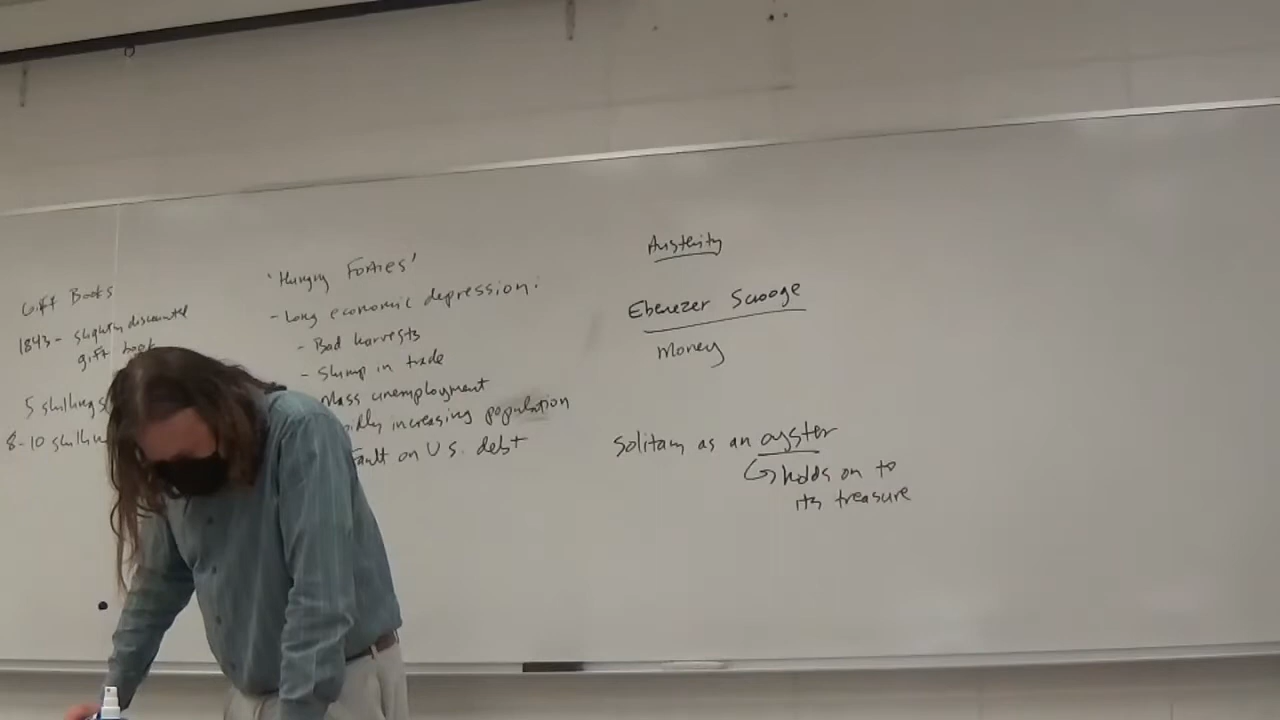 Gift Books
1843 - slightly discounted
gift book
5 shillings
8-10 shillin
'Hungry Forties'
- Long economic depression:
- Bad harvests
- Slump in trade
Mass unemployment
idly increasing population
fault on U.S. debt
Austerity
Ebenezer Scrooge
Money
Solitary as an oyster
↳ holds on to
its treasure